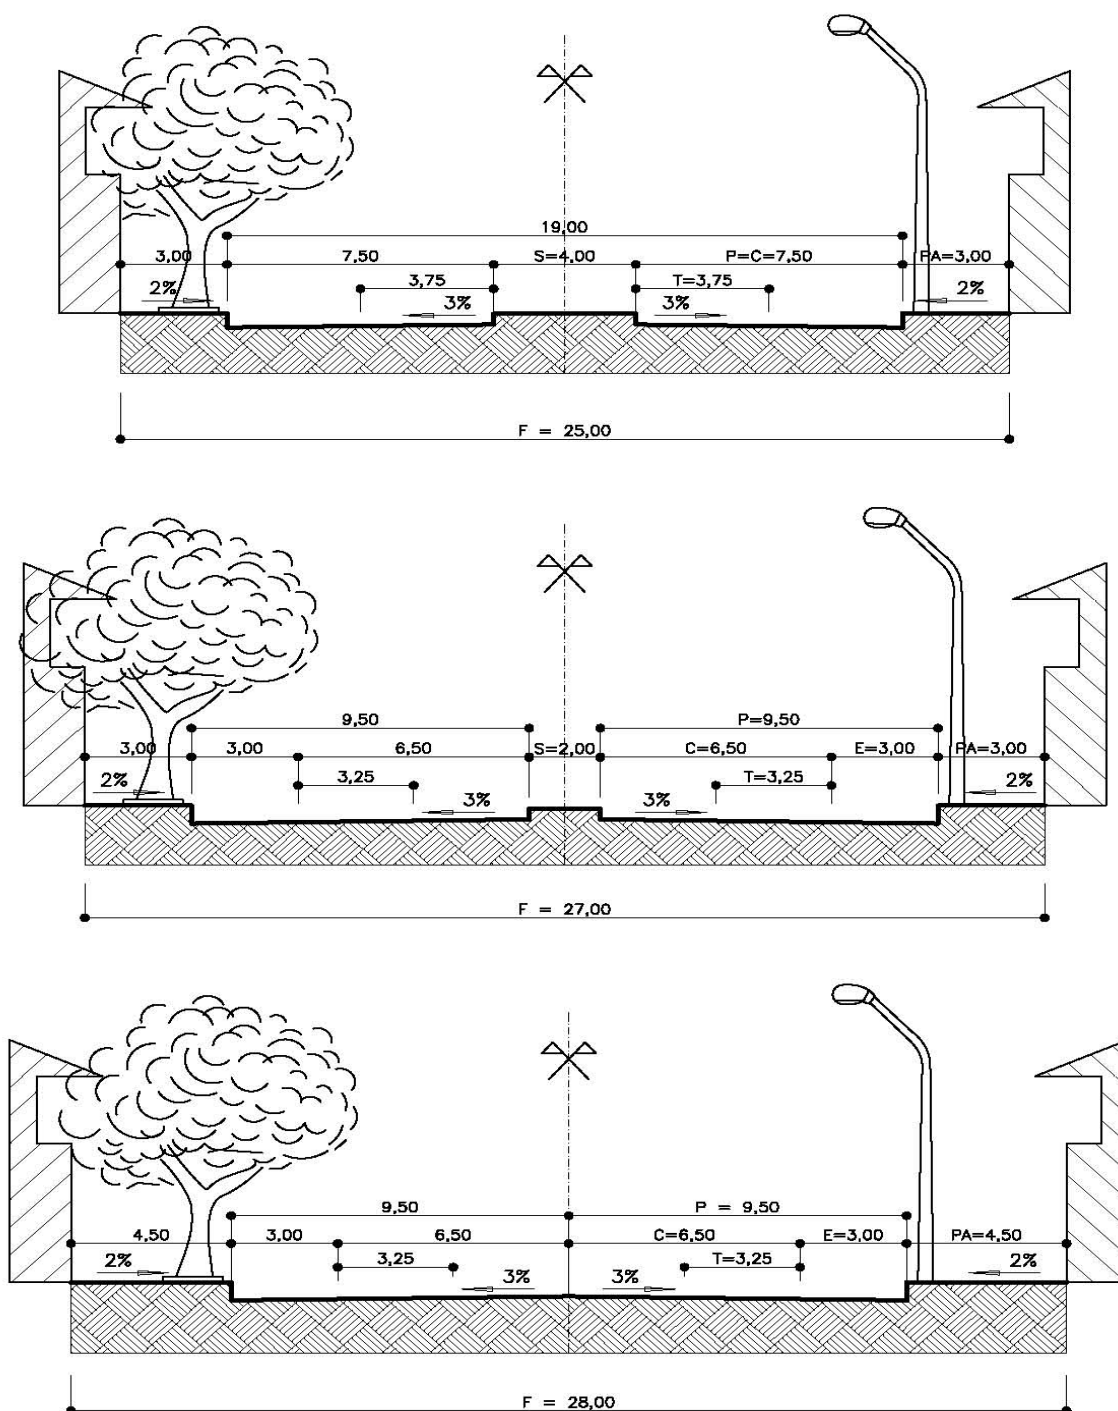 19,00
3,00 7,50 S=4,00 P=C=7,50 PA=3,00
3,75 T=3,75
2% 3% 3% 2%
F = 25,00
9,50 P=9,50
3,00 3,00 6,50 S=2,00 C=6,50 E=3,00 PA=3,00
3,25 T=3,25
2% 3% 3% 2%
F = 27,00
9,50 P = 9,50
4,50 3,00 6,50 C=6,50 E=3,00 PA=4,50
2% 3,25 T=3,25 2%
3% 3%
F = 28,00